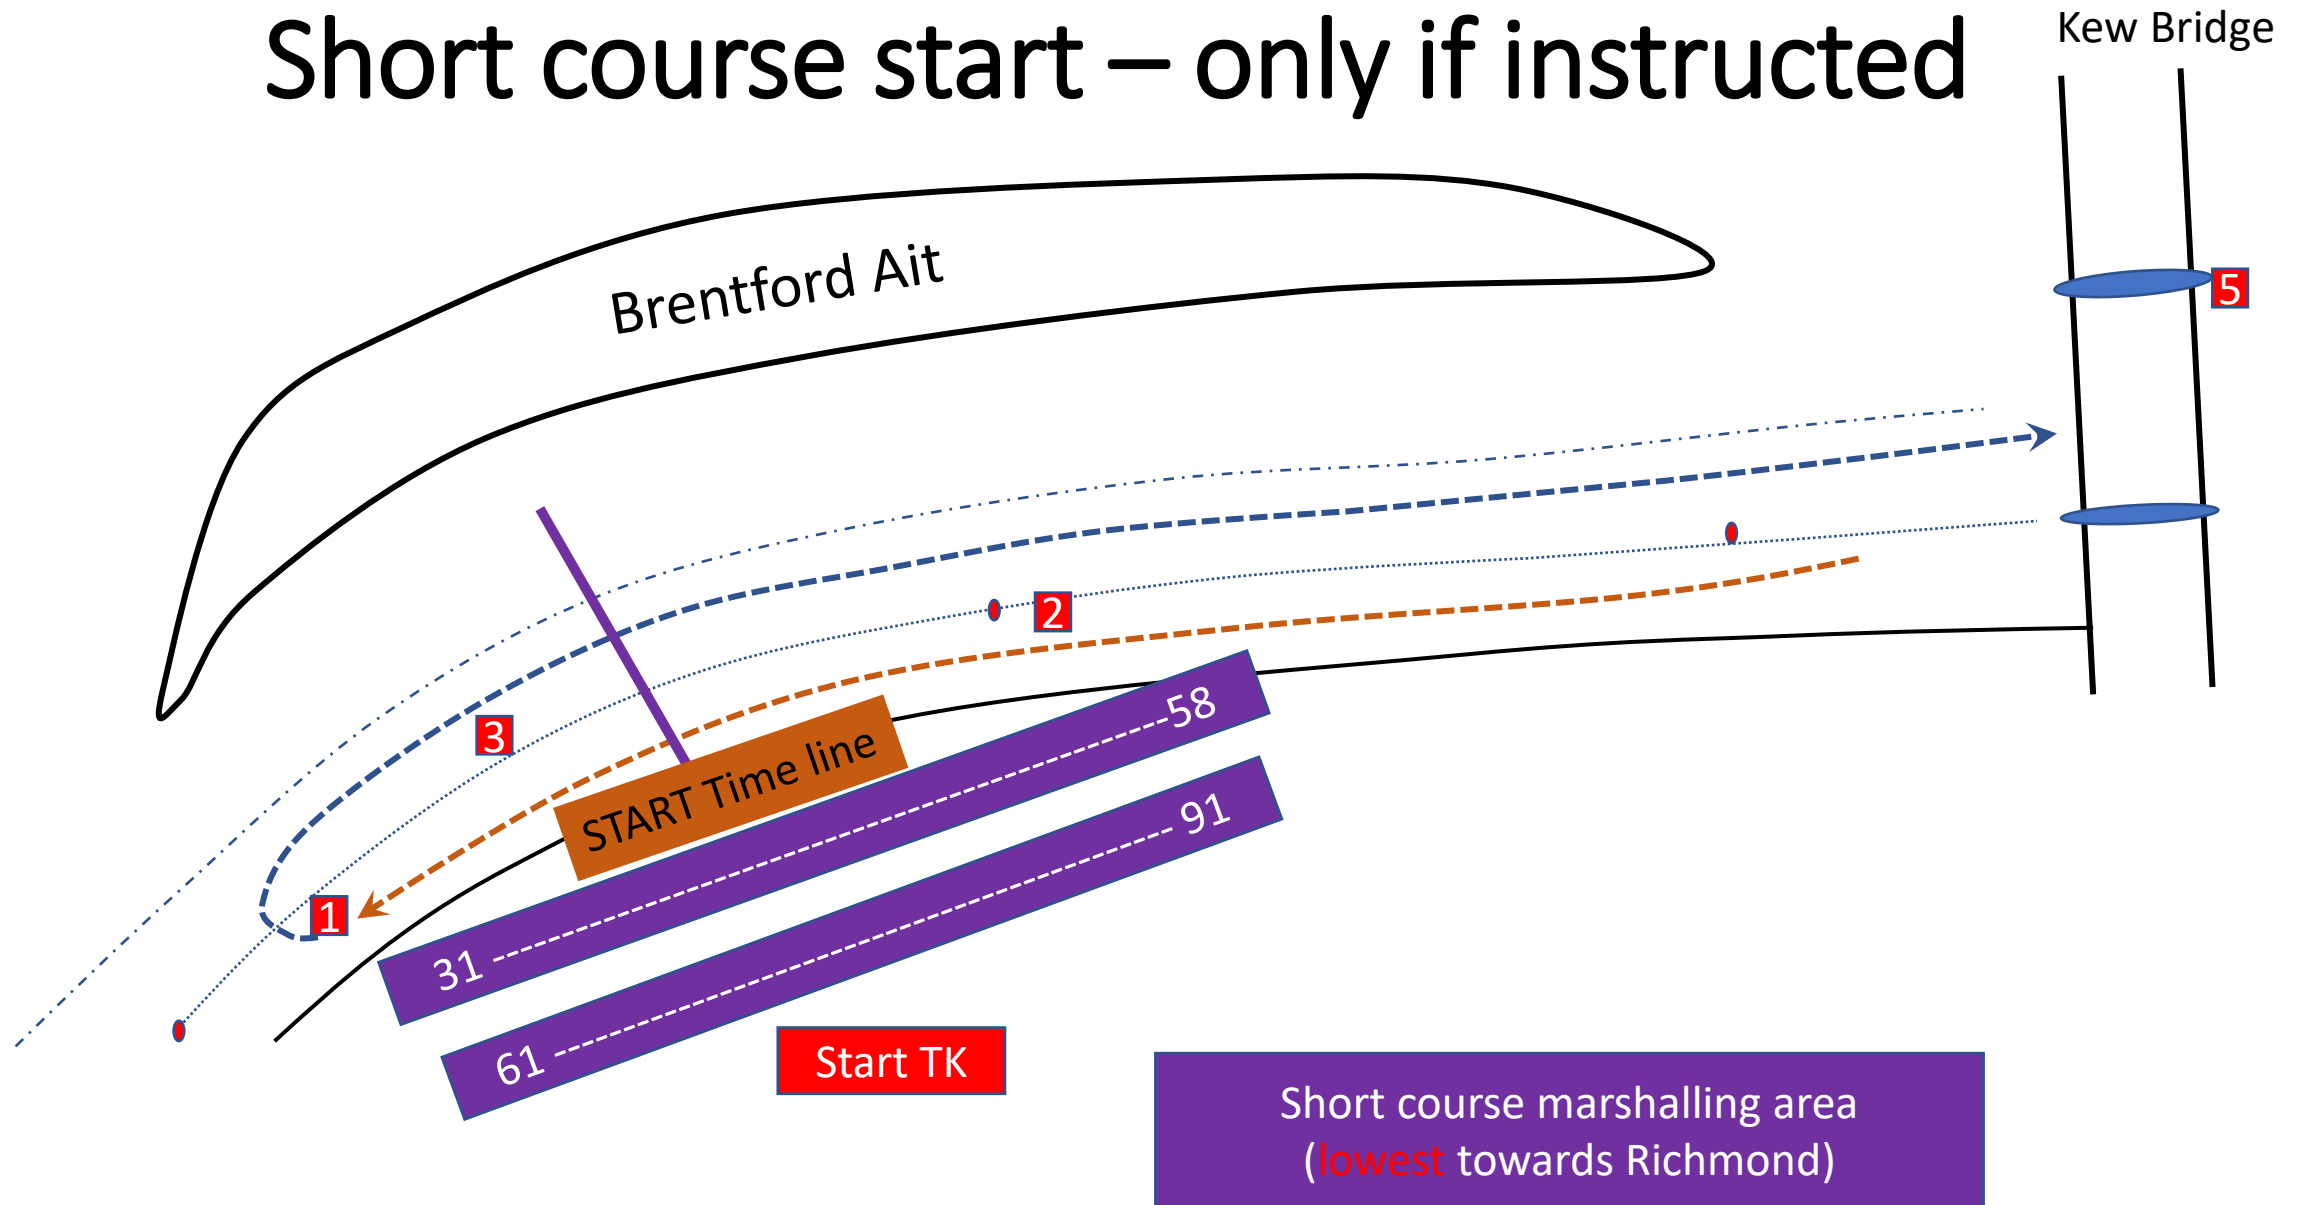 Short course start – only if instructed
Kew Bridge
Brentford Ait
5
2
3
START Time line
1
31 58
61 91
Start TK
Short course marshalling area
(lowest towards Richmond)